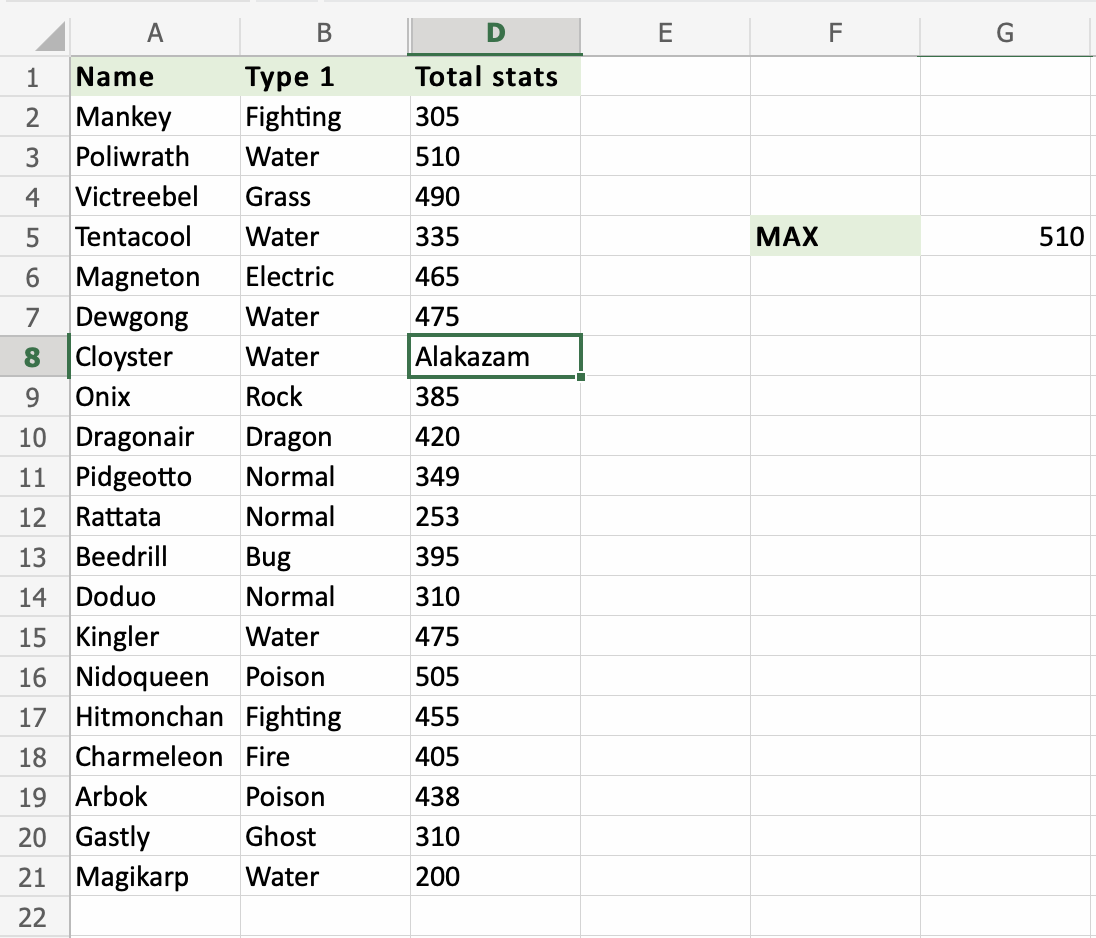 A B D E F G
1 Name Type 1 Total stats
2 Mankey Fighting 305
3 Poliwrath Water 510
4 Victreebel Grass 490
5 Tentacool Water 335 MAX 510
6 Magneton Electric 465
7 Dewgong Water 475
8 Cloyster Water Alakazam
9 Onix Rock 385
10 Dragonair Dragon 420
11 Pidgeotto Normal 349
12 Rattata Normal 253
13 Beedrill Bug 395
14 Doduo Normal 310
15 Kingler Water 475
16 Nidoqueen Poison 505
17 Hitmonchan Fighting 455
18 Charmeleon Fire 405
19 Arbok Poison 438
20 Gastly Ghost 310
21 Magikarp Water 200
22